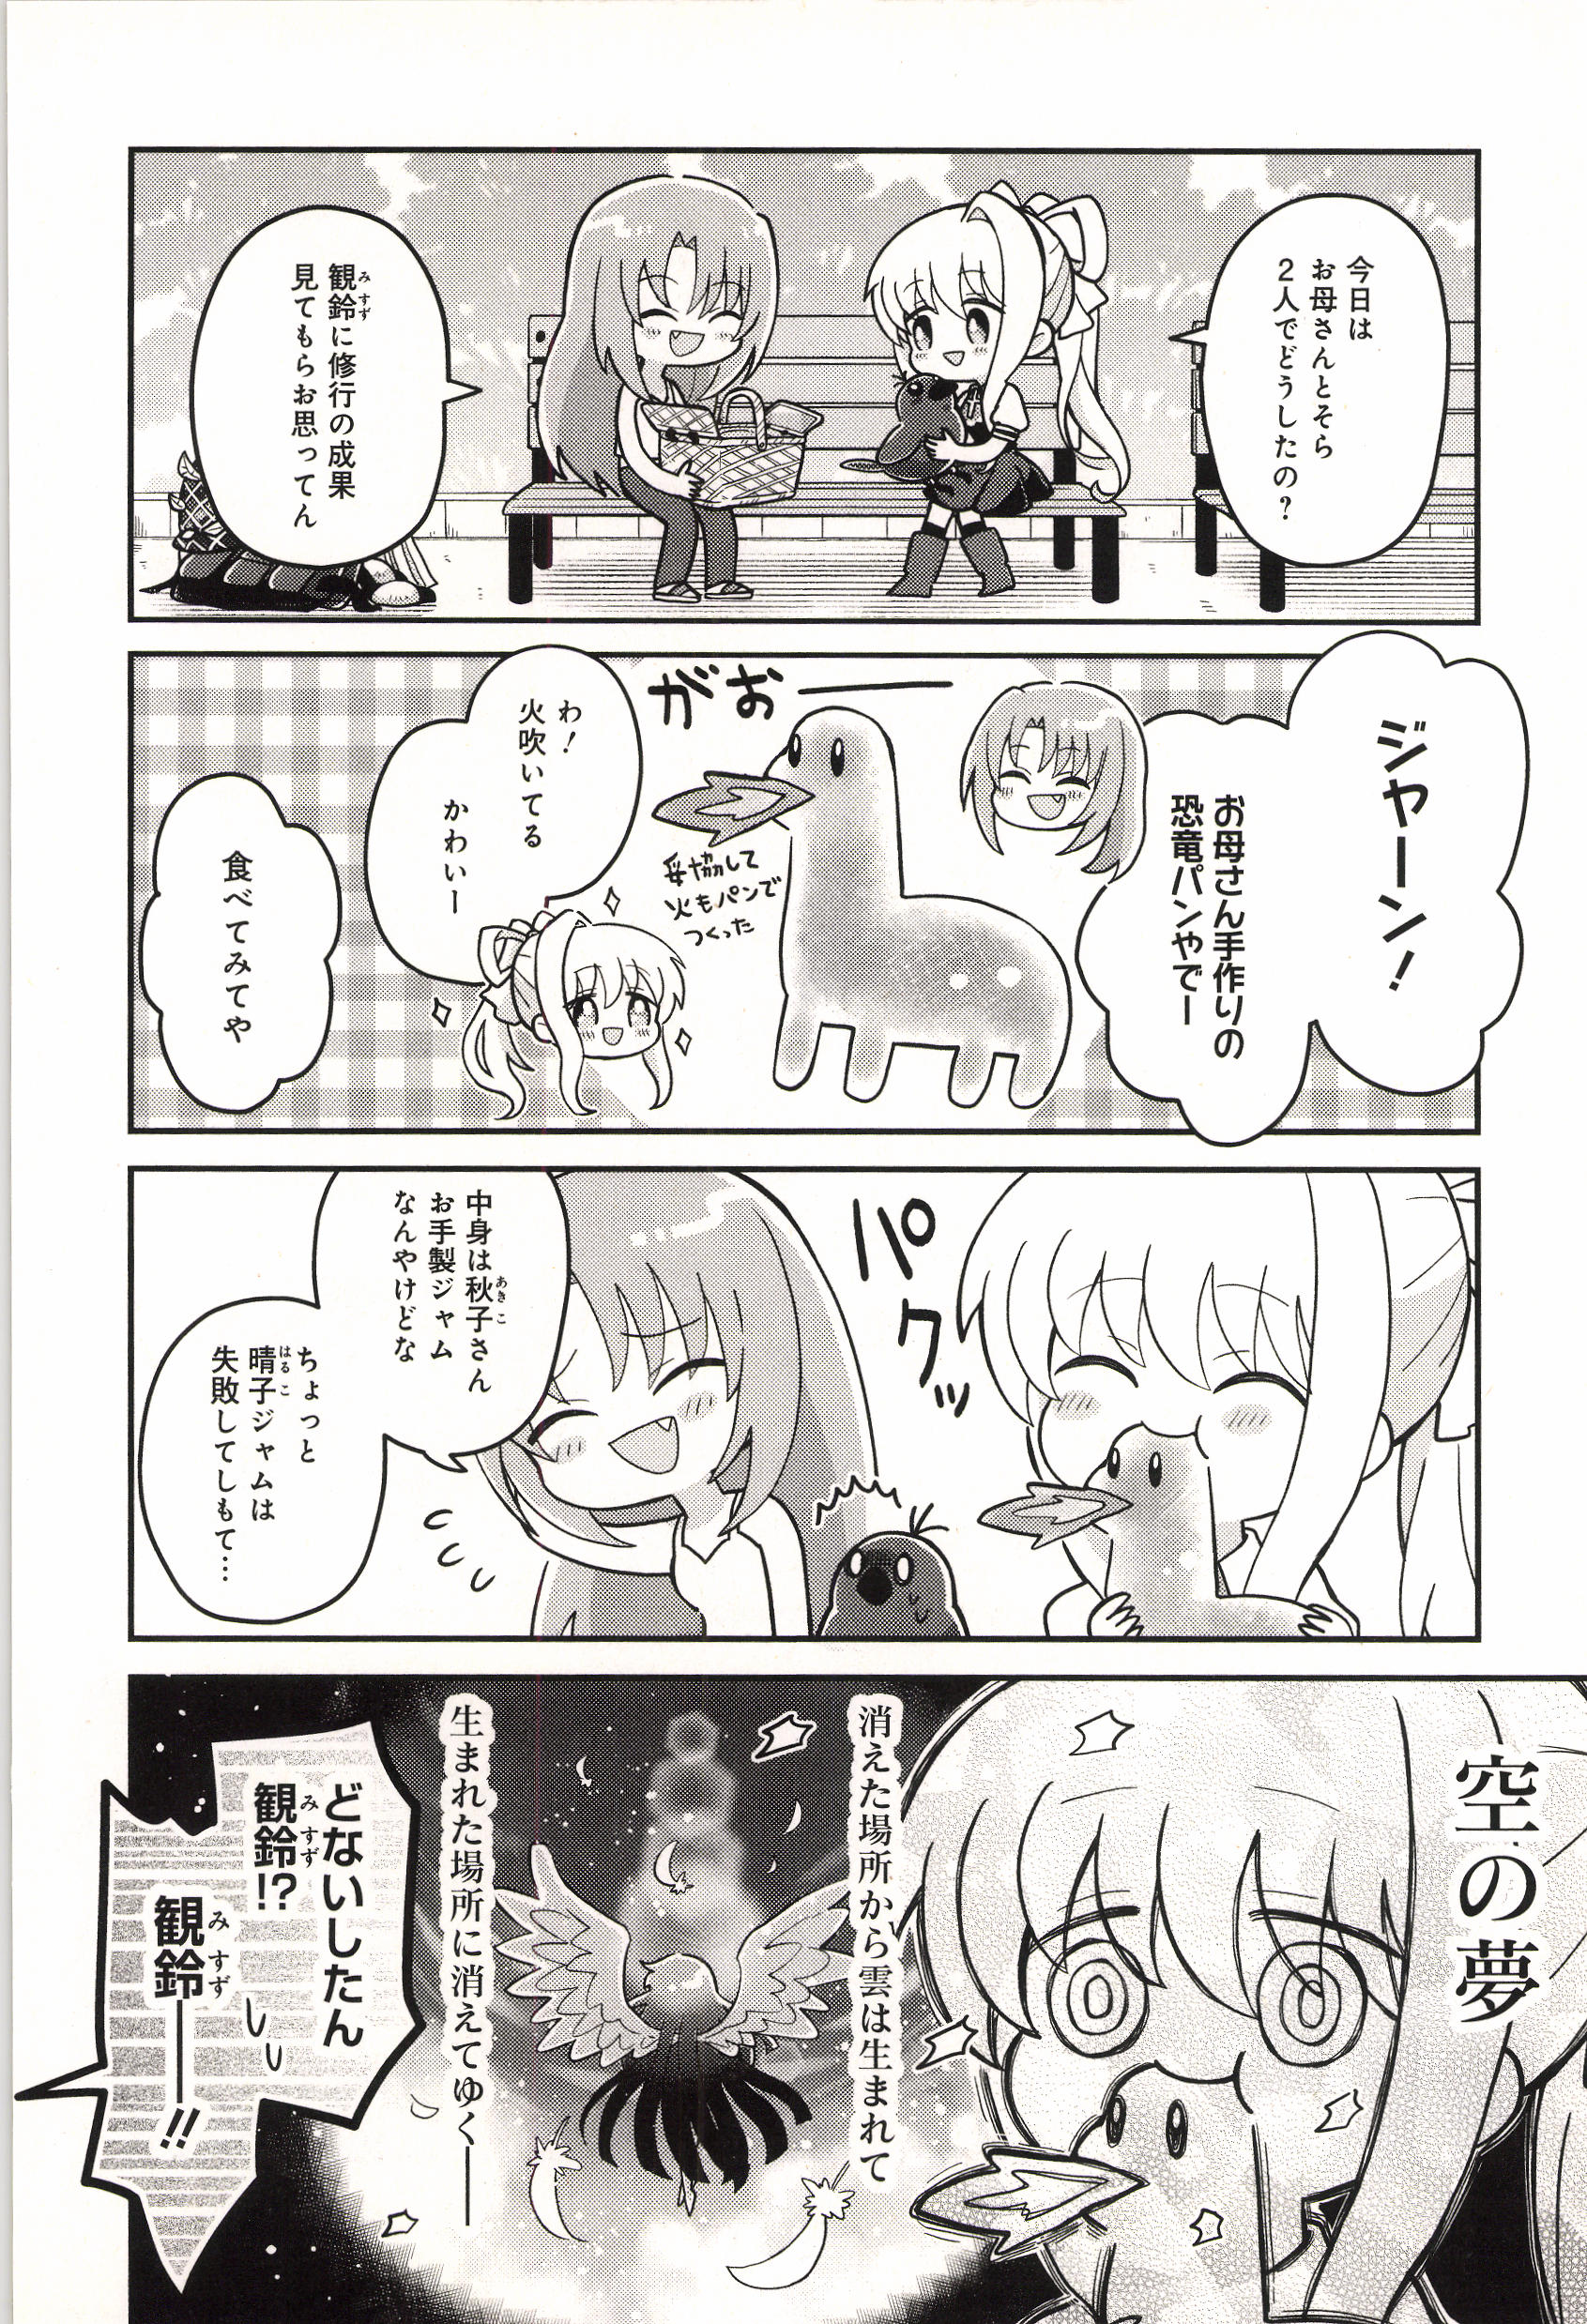 今日は
お母さんとそら
2人でどうしたの?
観鈴に修行の成果
見てもらお思ってん
ジャーン!
お母さん手作りの
恐竜パンやでー
がおー
妥協して
火もパンで
つくった
わ!
火吹いてる
かわいー
食べてみてや
パクッ
中身は秋子さん
お手製ジャム
なんやけどな
ちょっと
晴子ジャムは
失敗してしもて…
空の夢
消えた場所から雲は生まれて
生まれた場所に消えてゆく──
どないしたん
観鈴!?
観鈴──!!